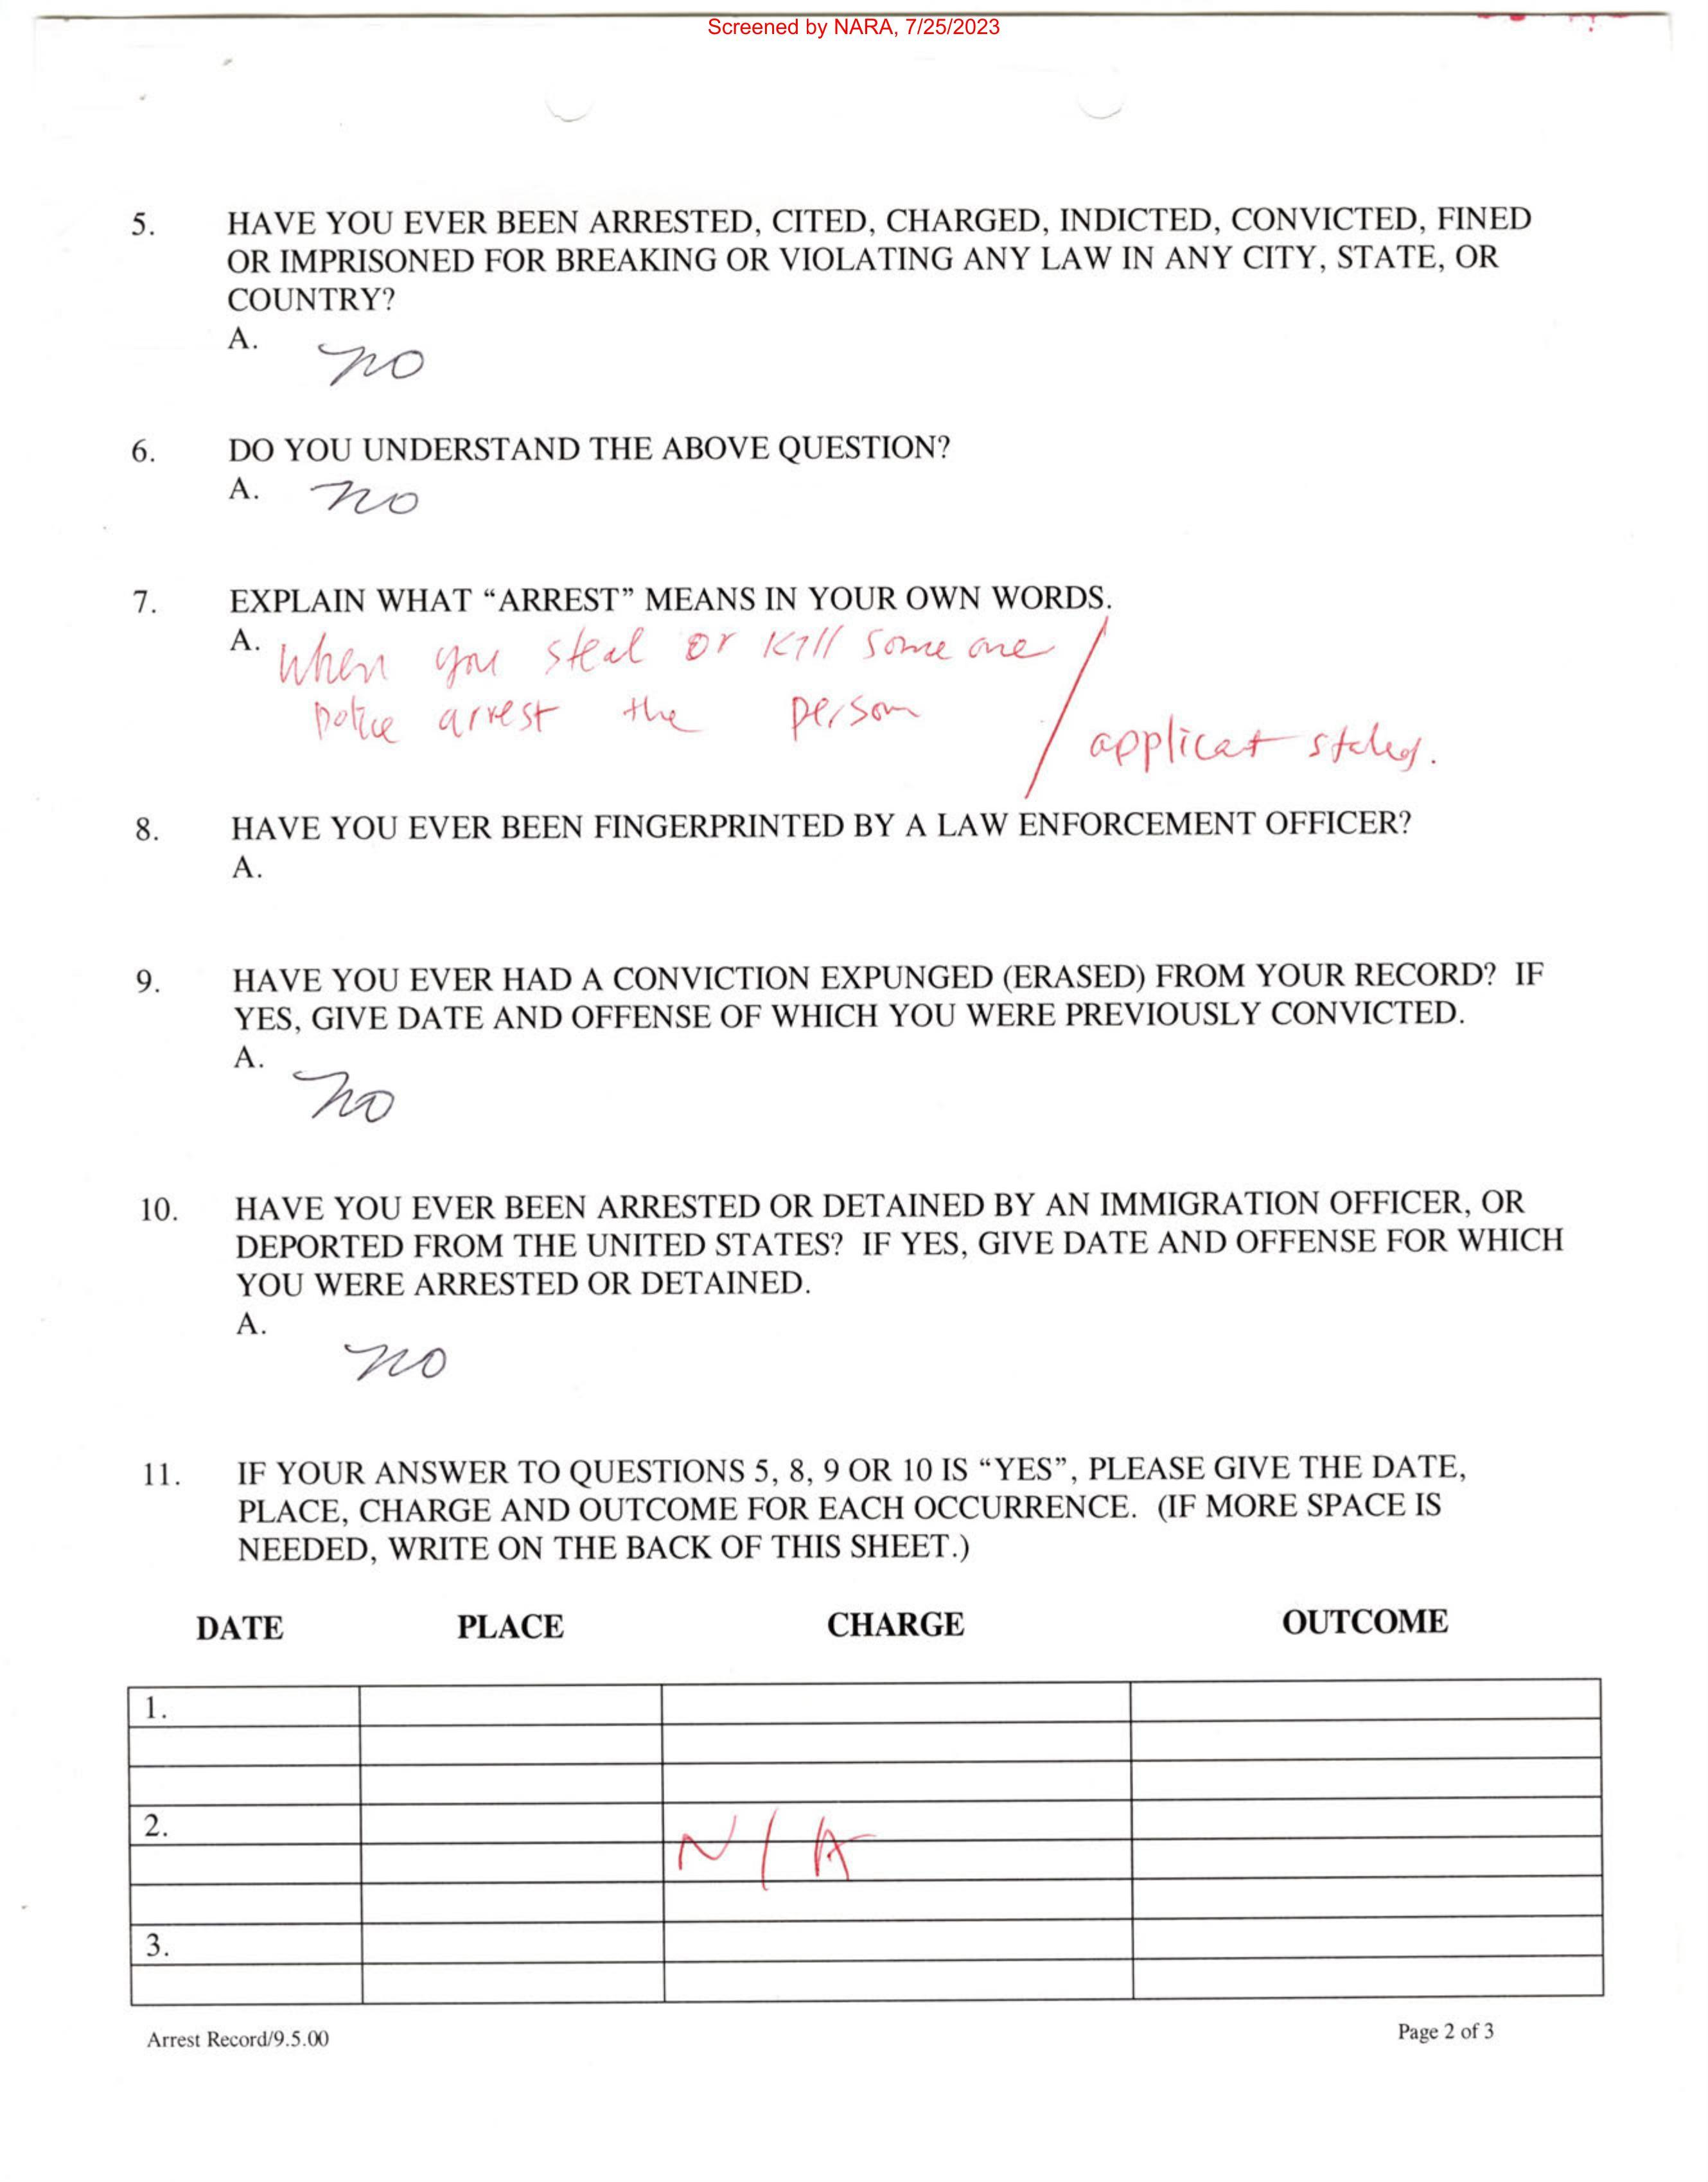 Screened by NARA, 7/25/2023
5. HAVE YOU EVER BEEN ARRESTED, CITED, CHARGED, INDICTED, CONVICTED, FINED
OR IMPRISONED FOR BREAKING OR VIOLATING ANY LAW IN ANY CITY, STATE, OR
COUNTRY?
A.
no
6. DO YOU UNDERSTAND THE ABOVE QUESTION?
A. no
7. EXPLAIN WHAT “ARREST” MEANS IN YOUR OWN WORDS.
A. When you steal or kill some one /
police arrest the person
applicat stated.
8. HAVE YOU EVER BEEN FINGERPRINTED BY A LAW ENFORCEMENT OFFICER?
A.
9. HAVE YOU EVER HAD A CONVICTION EXPUNGED (ERASED) FROM YOUR RECORD? IF
YES, GIVE DATE AND OFFENSE OF WHICH YOU WERE PREVIOUSLY CONVICTED.
A.
no
10. HAVE YOU EVER BEEN ARRESTED OR DETAINED BY AN IMMIGRATION OFFICER, OR
DEPORTED FROM THE UNITED STATES? IF YES, GIVE DATE AND OFFENSE FOR WHICH
YOU WERE ARRESTED OR DETAINED.
A.
no
11. IF YOUR ANSWER TO QUESTIONS 5, 8, 9 OR 10 IS “YES”, PLEASE GIVE THE DATE,
PLACE, CHARGE AND OUTCOME FOR EACH OCCURRENCE. (IF MORE SPACE IS
NEEDED, WRITE ON THE BACK OF THIS SHEET.)
DATE PLACE CHARGE OUTCOME
1.
2.
N/A
3.
Arrest Record/9.5.00 Page 2 of 3